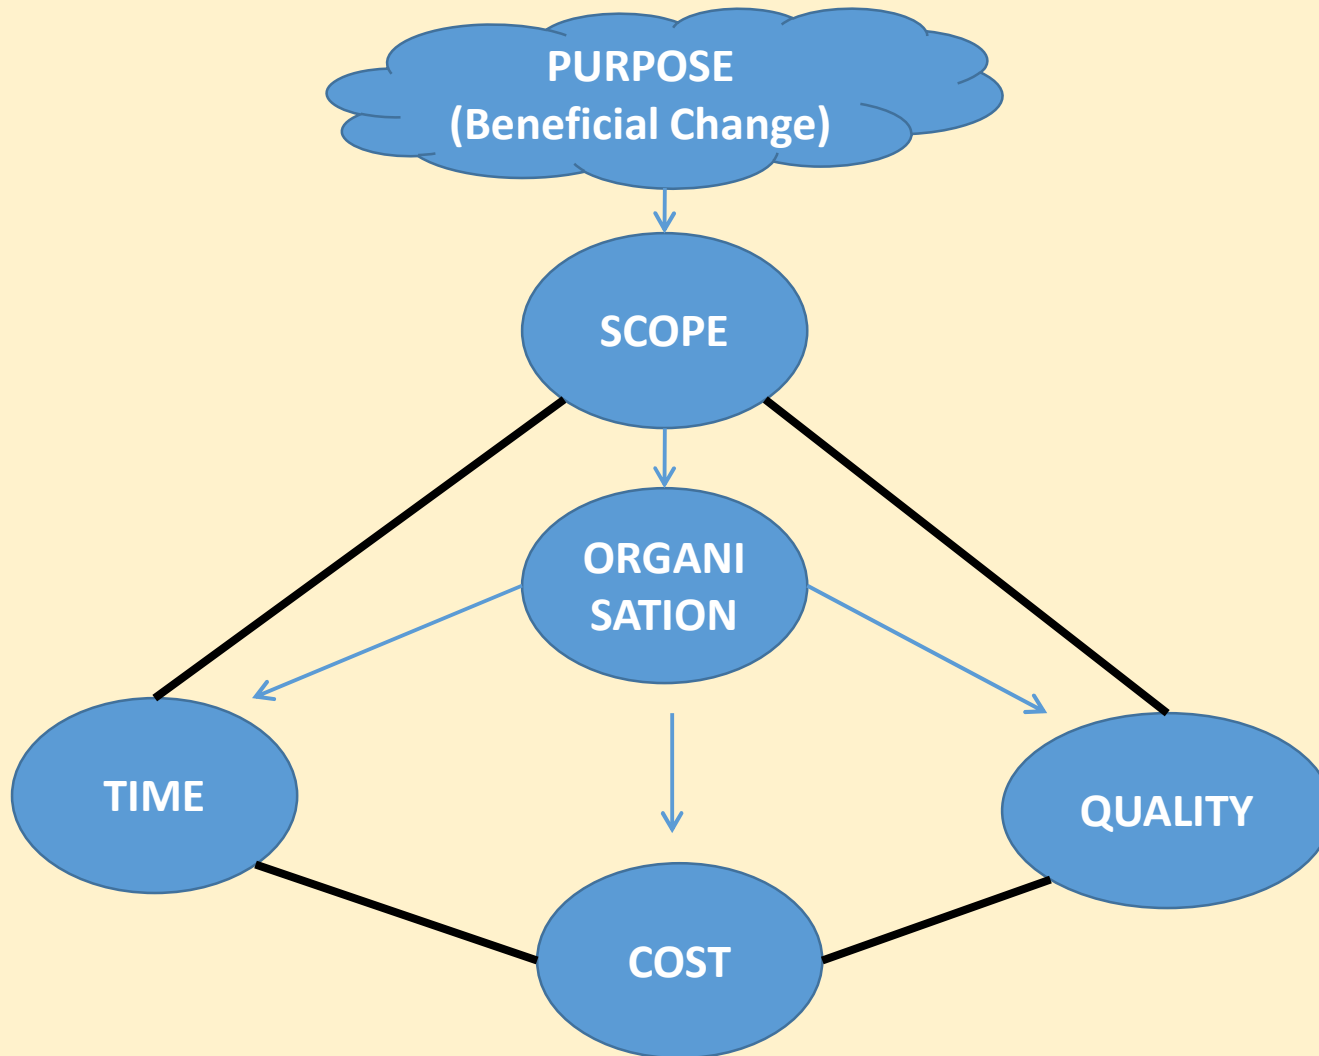 PURPOSE
(Beneficial Change)
SCOPE
ORGANI
SATION
TIME
QUALITY
COST